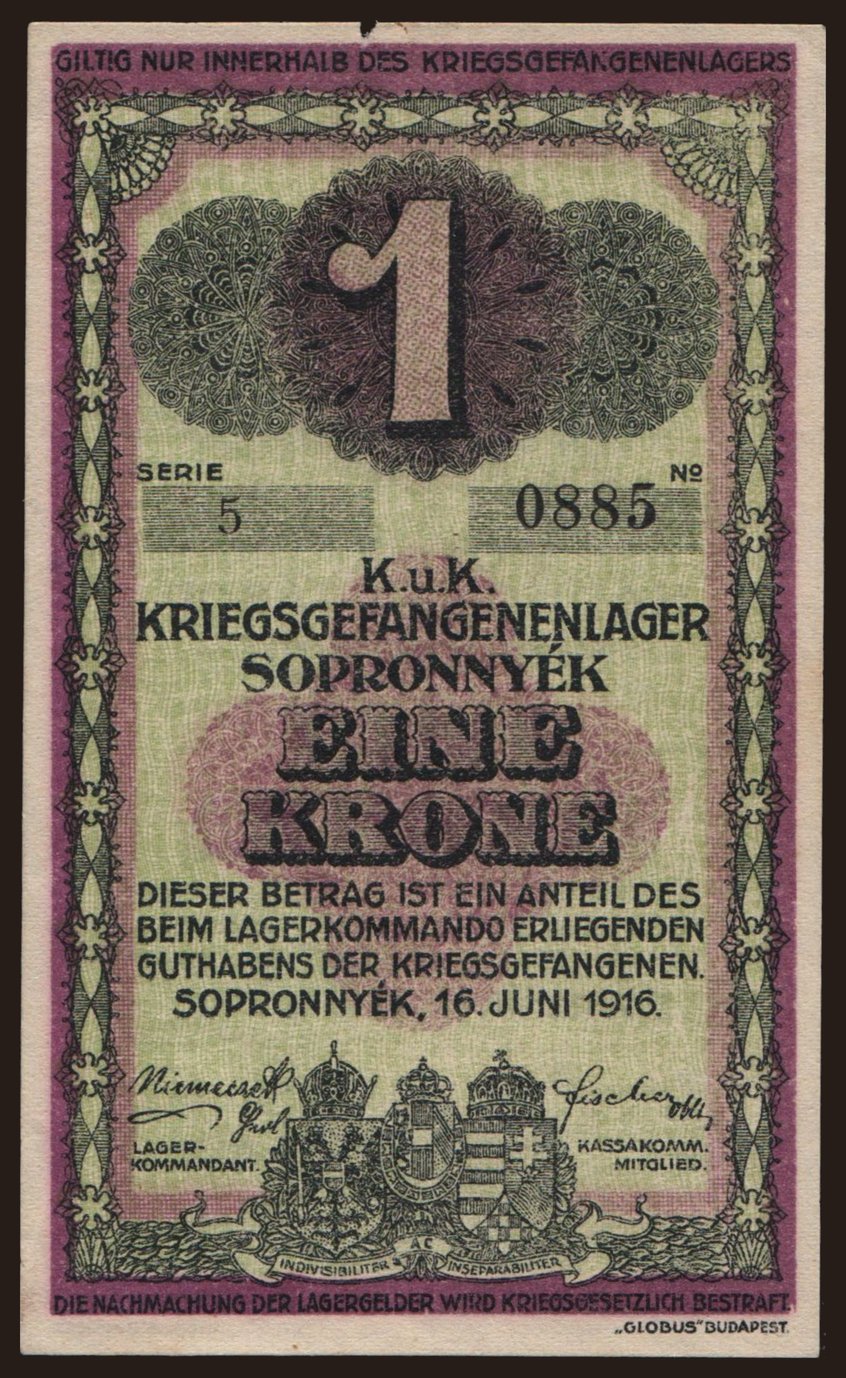 GILTIG NUR INNERHALB DES KRIEGSGEFANGENENLAGERS
1
SERIE No
5 0885
K.u.K.
KRIEGSGEFANGENENLAGER
SOPRONNYÉK
EINE
KRONE
DIESER BETRAG IST EIN ANTEIL DES
BEIM LAGERKOMMANDO ERLIEGENDEN
GUTHABENS DER KRIEGSGEFANGENEN.
SOPRONNYÉK, 16. JUNI 1916.
Fischer
LAGER-
KOMMANDANT.
KASSAKOMM.
MITGLIED.
INDIVISIBILITER AC INSEPARABILITER
DIE NACHMACHUNG DER LAGERGELDER WIRD KRIEGSGESETZLICH BESTRAFT.
„GLOBUS" BUDAPEST.